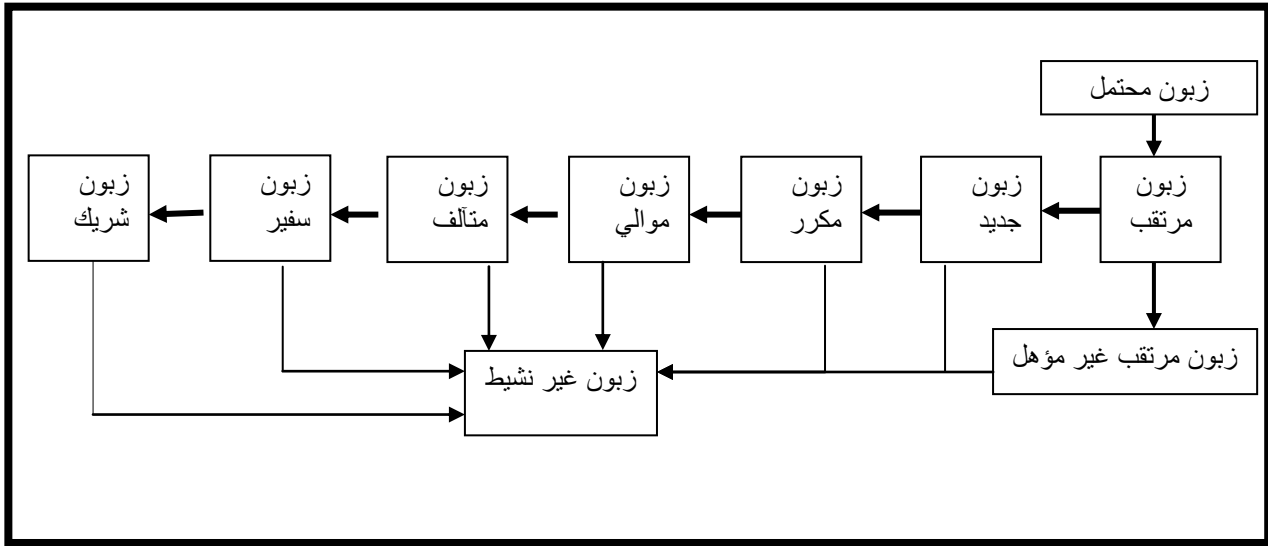 زبون محتمل
زبون
مرتقب
زبون
جديد
زبون
مكرر
زبون
موالي
زبون
متآلف
زبون
سفير
زبون
شريك
زبون مرتقب غير مؤهل
زبون غير نشيط